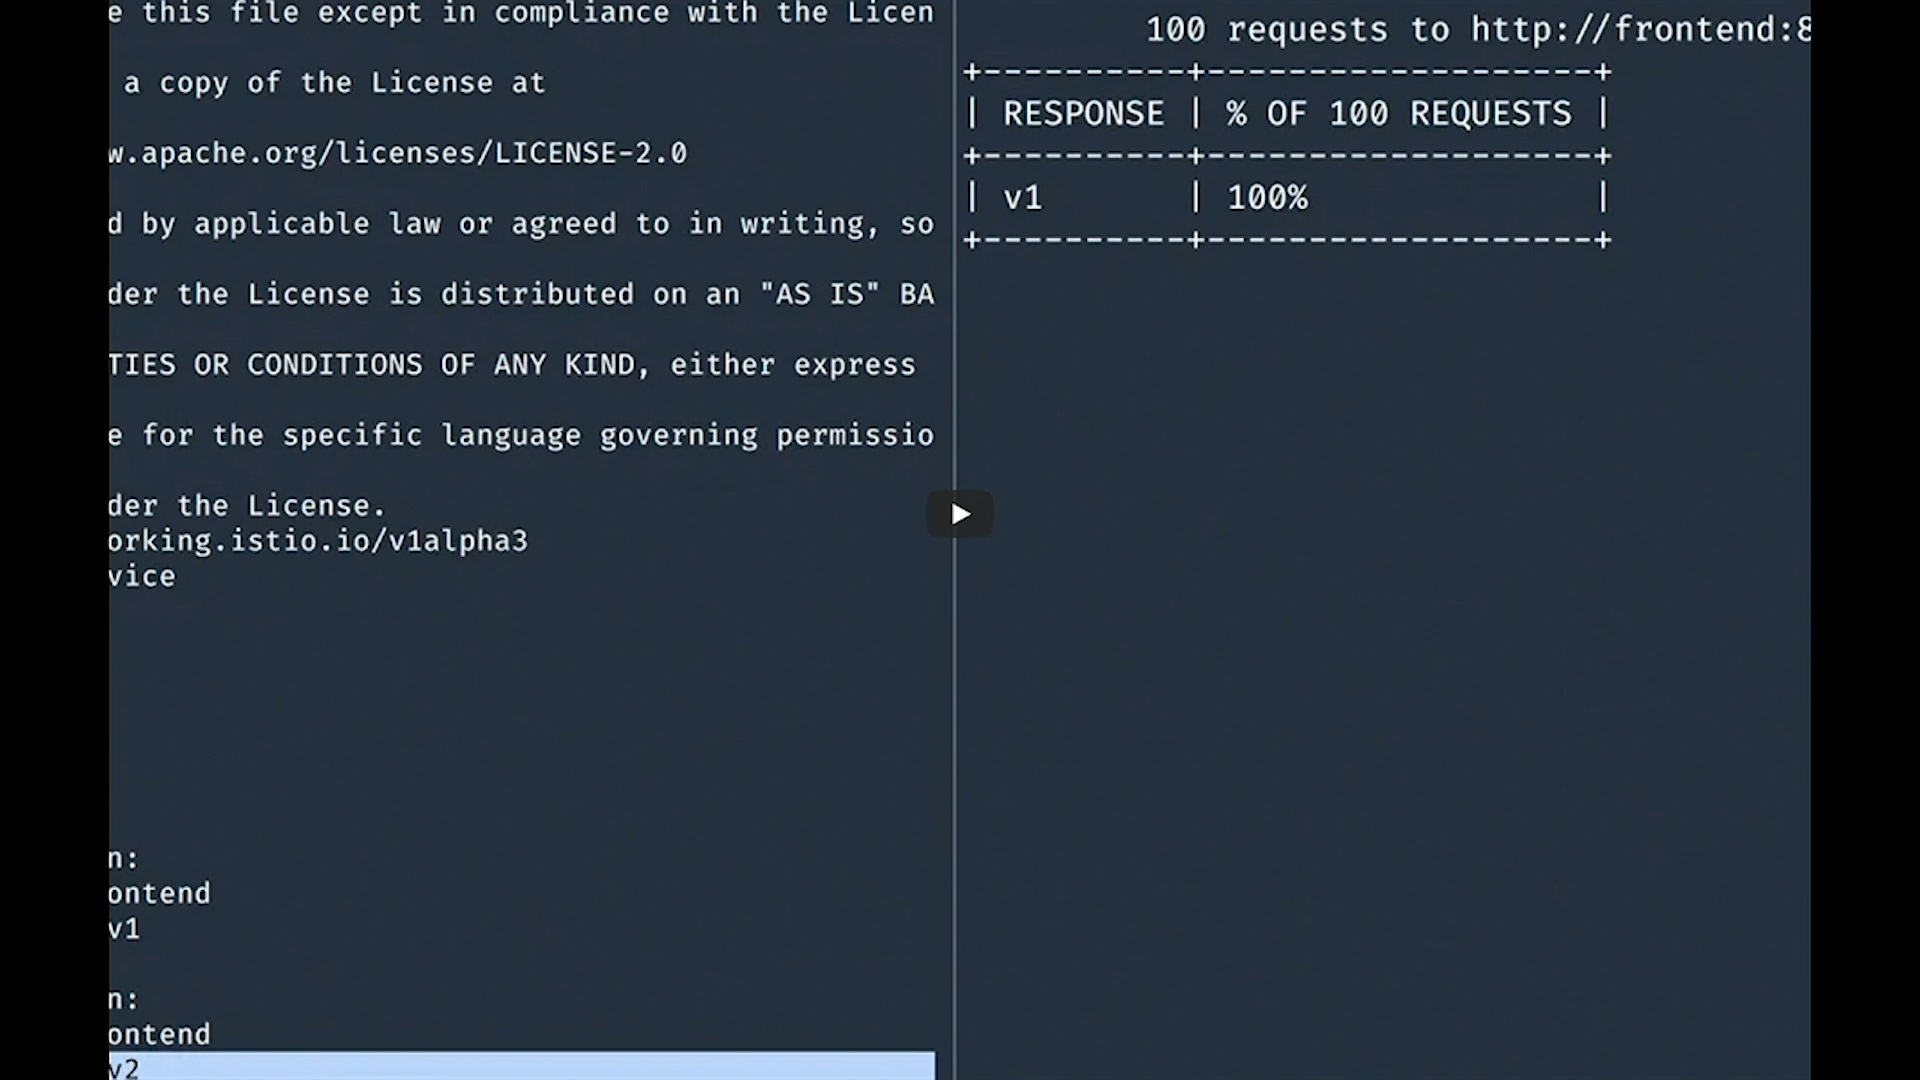 e this file except in compliance with the Licen
a copy of the License at
w.apache.org/licenses/LICENSE-2.0
d by applicable law or agreed to in writing, so
der the License is distributed on an "AS IS" BA
TIES OR CONDITIONS OF ANY KIND, either express
e for the specific language governing permissio
der the License.
orking.istio.io/v1alpha3
vice
n:
ontend
v1
n:
ontend
v2
100 requests to http://frontend:8
+----------+-------------------+
| RESPONSE | % OF 100 REQUESTS |
+----------+-------------------+
| v1 | 100% |
+----------+-------------------+